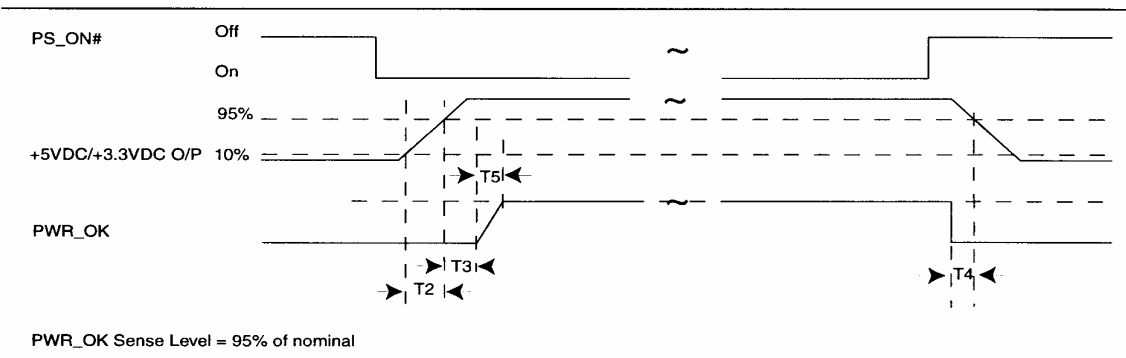 PS_ON# Off
On
95%
+5VDC/+3.3VDC O/P 10%
T5
PWR_OK
T3
T4
T2
PWR_OK Sense Level = 95% of nominal